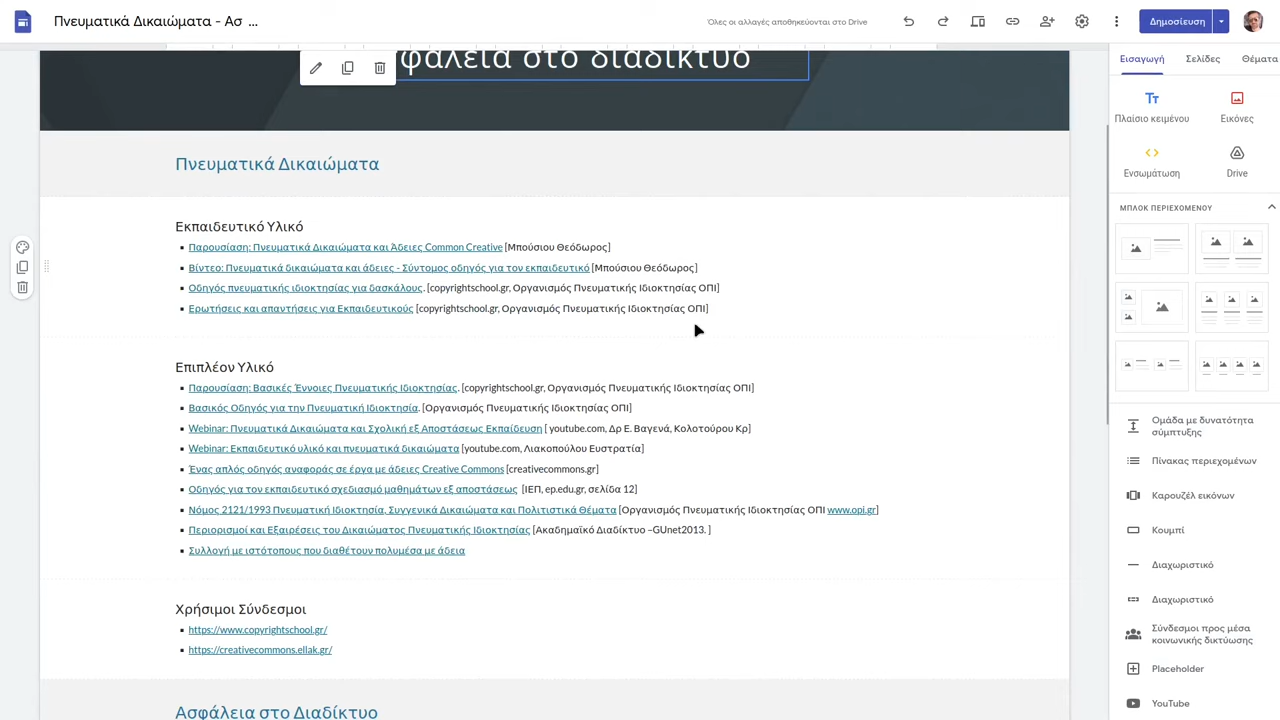 Πνευματικά Δικαιώματα - Ασ ...
Όλες οι αλλαγές αποθηκεύονται στο Drive
Δημοσίευση
φάλεια στο διαδίκτυο
Πνευματικά Δικαιώματα
Εκπαιδευτικό Υλικό
▪ Παρουσίαση: Πνευματικά Δικαιώματα και Άδειες Common Creative [Μπούσιου Θεόδωρος]
▪ Βίντεο: Πνευματικά δικαιώματα και άδειες - Σύντομος οδηγός για τον εκπαιδευτικό [Μπούσιου Θεόδωρος]
▪ Οδηγός πνευματικής ιδιοκτησίας για δασκάλους. [copyrightschool.gr, Οργανισμός Πνευματικής Ιδιοκτησίας ΟΠΙ]
▪ Ερωτήσεις και απαντήσεις για Εκπαιδευτικούς [copyrightschool.gr, Οργανισμός Πνευματικής Ιδιοκτησίας ΟΠΙ]
Επιπλέον Υλικό
▪ Παρουσίαση: Βασικές Έννοιες Πνευματικής Ιδιοκτησίας. [copyrightschool.gr, Οργανισμός Πνευματικής Ιδιοκτησίας ΟΠΙ]
▪ Βασικός Οδηγός για την Πνευματική Ιδιοκτησία. [Οργανισμός Πνευματικής Ιδιοκτησίας ΟΠΙ]
▪ Webinar: Πνευματικά Δικαιώματα και Σχολική εξ Αποστάσεως Εκπαίδευση [ youtube.com, Δρ Ε. Βαγενά, Κολοτούρου Κρ]
▪ Webinar: Εκπαιδευτικό υλικό και πνευματικά δικαιώματα [youtube.com, Λιακοπούλου Ευστρατία]
▪ Ένας απλός οδηγός αναφοράς σε έργα με άδειες Creative Commons [creativecommons.gr]
▪ Οδηγός για τον εκπαιδευτικό σχεδιασμό μαθημάτων εξ αποστάσεως [ΙΕΠ, ep.edu.gr, σελίδα 12]
▪ Νόμος 2121/1993 Πνευματική Ιδιοκτησία, Συγγενικά Δικαιώματα και Πολιτιστικά Θέματα [Οργανισμός Πνευματικής Ιδιοκτησίας ΟΠΙ www.opi.gr]
▪ Περιορισμοί και Εξαιρέσεις του Δικαιώματος Πνευματικής Ιδιοκτησίας [Ακαδημαϊκό Διαδίκτυο –GUnet2013. ]
▪ Συλλογή με ιστότοπους που διαθέτουν πολυμέσα με άδεια
Χρήσιμοι Σύνδεσμοι
▪ https://www.copyrightschool.gr/
▪ https://creativecommons.ellak.gr/
Ασφάλεια στο Διαδίκτυο
Εισαγωγή Σελίδες Θέματα
Πλαίσιο κειμένου Εικόνες
Ενσωμάτωση Drive
ΜΠΛΟΚ ΠΕΡΙΕΧΟΜΕΝΟΥ
Ομάδα με δυνατότητα
σύμπτυξης
Πίνακας περιεχομένων
Καρουζέλ εικόνων
Κουμπί
Διαχωριστικό
Διαχωριστικό
Σύνδεσμοι προς μέσα
κοινωνικής δικτύωσης
Placeholder
YouTube